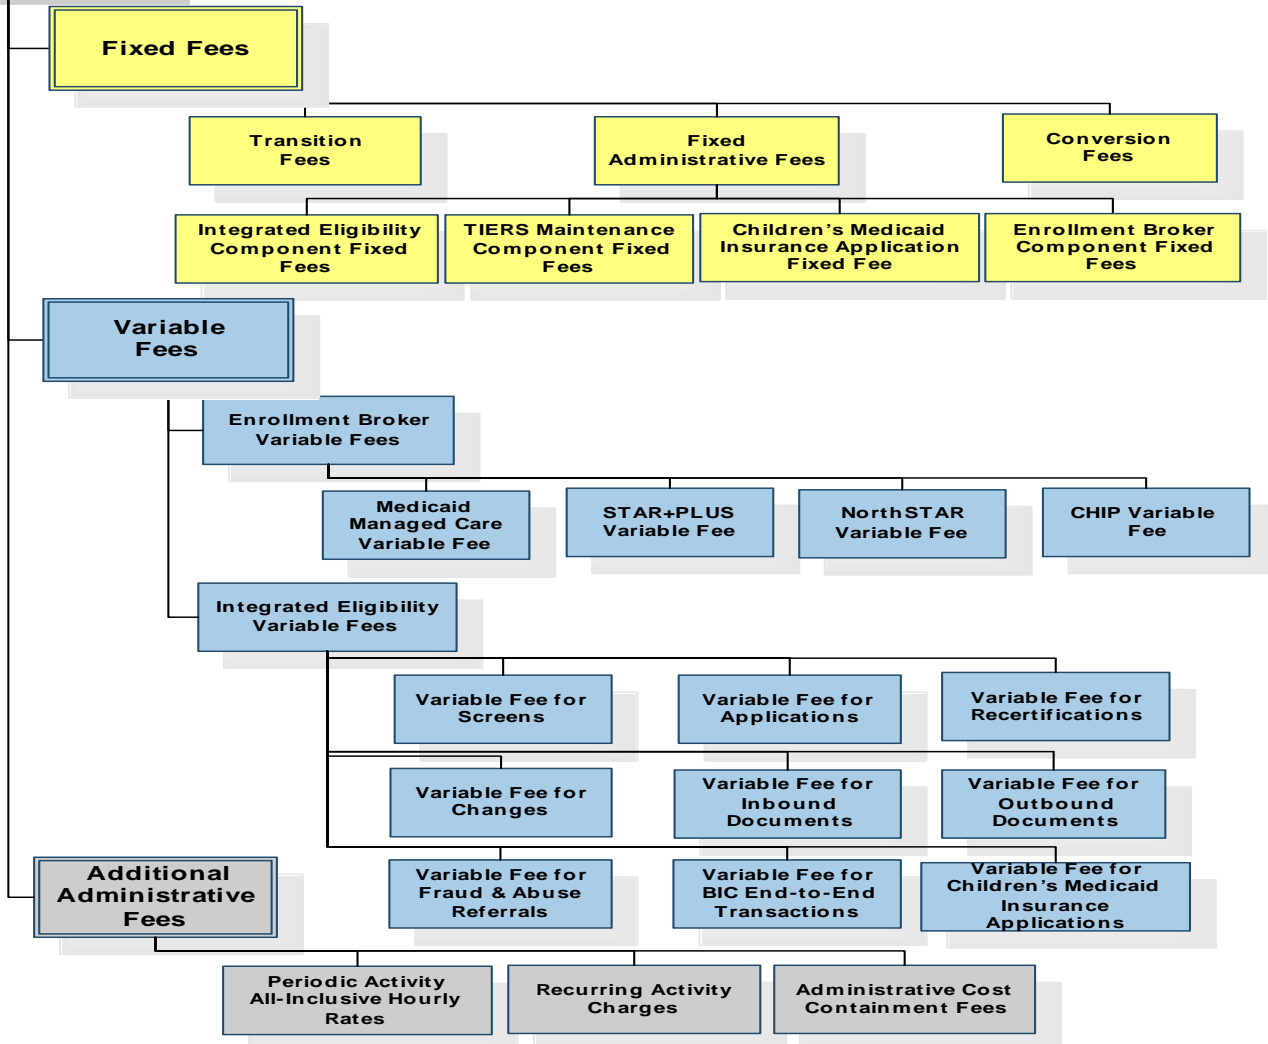 Fixed Fees
Transition
Fees
Fixed
Administrative Fees
Conversion
Fees
Integrated Eligibility
Component Fixed
Fees
TIERS Maintenance
Component Fixed
Fees
Children's Medicaid
Insurance Application
Fixed Fee
Enrollment Broker
Component Fixed
Fees
Variable
Fees
Enrollment Broker
Variable Fees
Medicaid
Managed Care
Variable Fee
STAR+PLUS
Variable Fee
NorthSTAR
Variable Fee
CHIP Variable
Fee
Integrated Eligibility
Variable Fees
Variable Fee for
Screens
Variable Fee for
Applications
Variable Fee for
Recertifications
Variable Fee for
Changes
Variable Fee for
Inbound
Documents
Variable Fee for
Outbound
Documents
Variable Fee for
Fraud & Abuse
Referrals
Variable Fee for
BIC End-to-End
Transactions
Variable Fee for
Children's Medicaid
Insurance
Applications
Additional
Administrative
Fees
Periodic Activity
All-Inclusive Hourly
Rates
Recurring Activity
Charges
Administrative Cost
Containment Fees